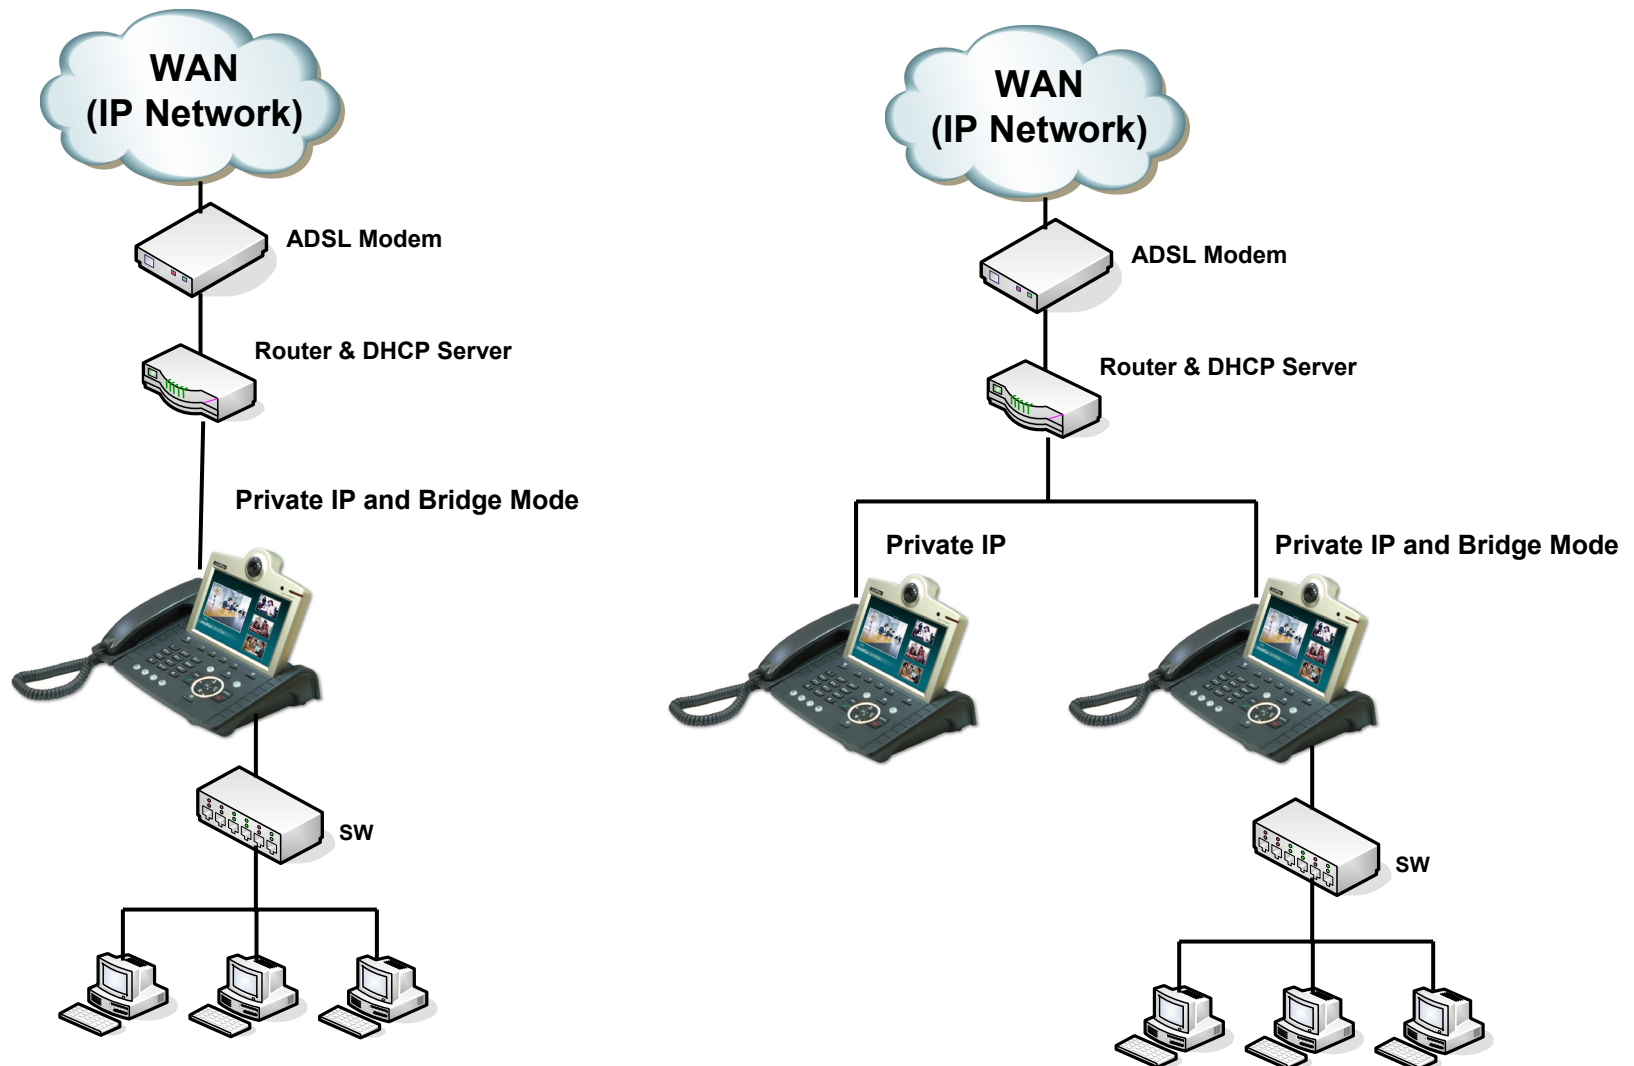 WAN
(IP Network)
ADSL Modem
Router & DHCP Server
Private IP and Bridge Mode
SW
WAN
(IP Network)
ADSL Modem
Router & DHCP Server
Private IP
Private IP and Bridge Mode
SW